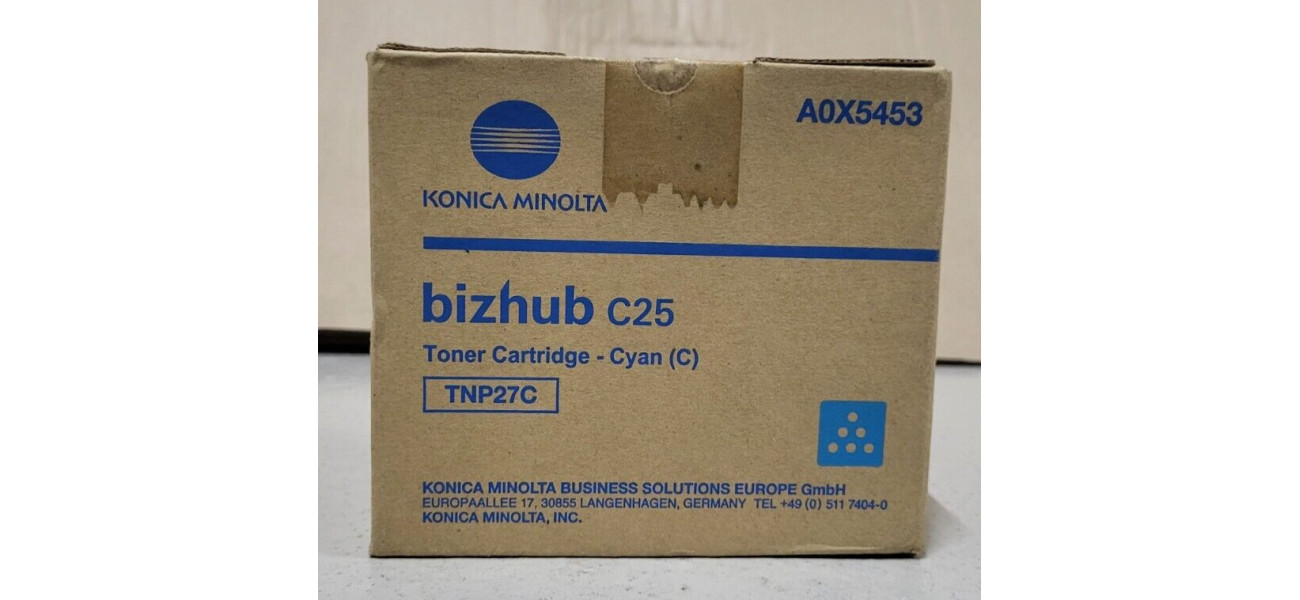 A0X5453
KONICA MINOLTA
bizhub C25
Toner Cartridge - Cyan (C)
TNP27C
KONICA MINOLTA BUSINESS SOLUTIONS EUROPE GmbH
EUROPAALLEE 17, 30855 LANGENHAGEN, GERMANY TEL +49 (0) 511 7404-0
KONICA MINOLTA, INC.